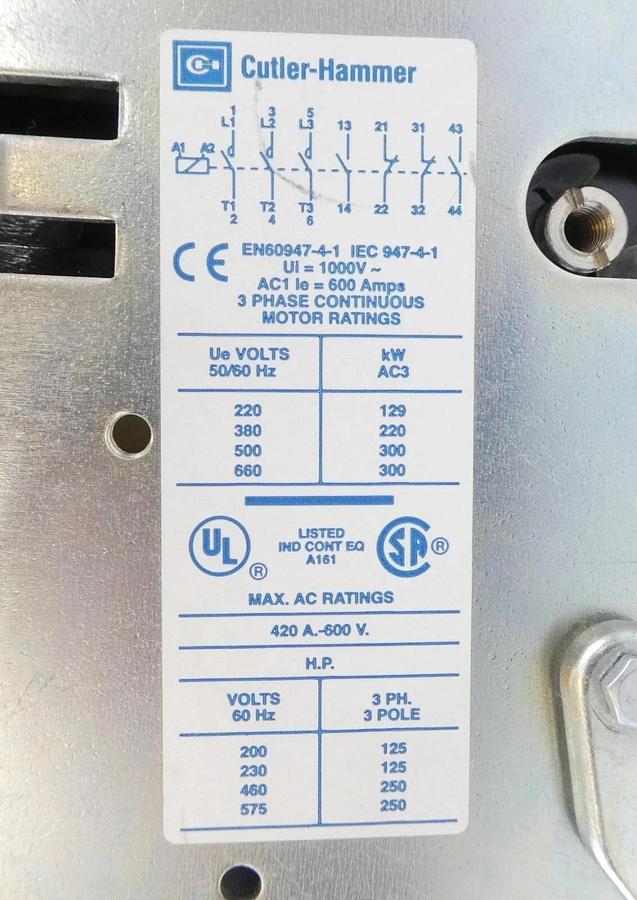 Cutler-Hammer
1 3 5
L1 L2 L3 13 21 31 43
A1 A2
T1 T2 T3 14 22 32 44
2 4 6
CE EN60947-4-1 IEC 947-4-1
Ui = 1000V ~
AC1 Ie = 600 Amps
3 PHASE CONTINUOUS
MOTOR RATINGS
Ue VOLTS kW
50/60 Hz AC3
220 129
380 220
500 300
660 300
UL ® LISTED SA ®
IND CONT EQ
A161
MAX. AC RATINGS
420 A.-600 V.
H.P.
VOLTS 3 PH.
60 Hz 3 POLE
200 125
230 125
460 250
575 250